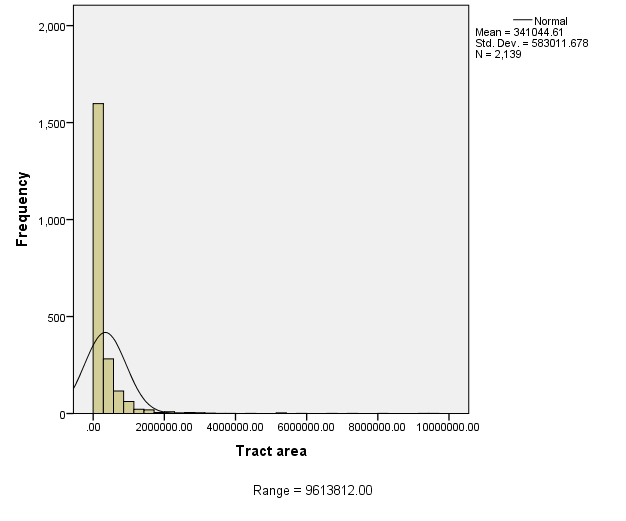 Normal
Mean = 341044.61
Std. Dev. = 583011.678
N = 2,139
2,000
1,500
1,000
500
0
.00 2000000.00 4000000.00 6000000.00 8000000.00 10000000.00
Frequency
Tract area
Range = 9613812.00